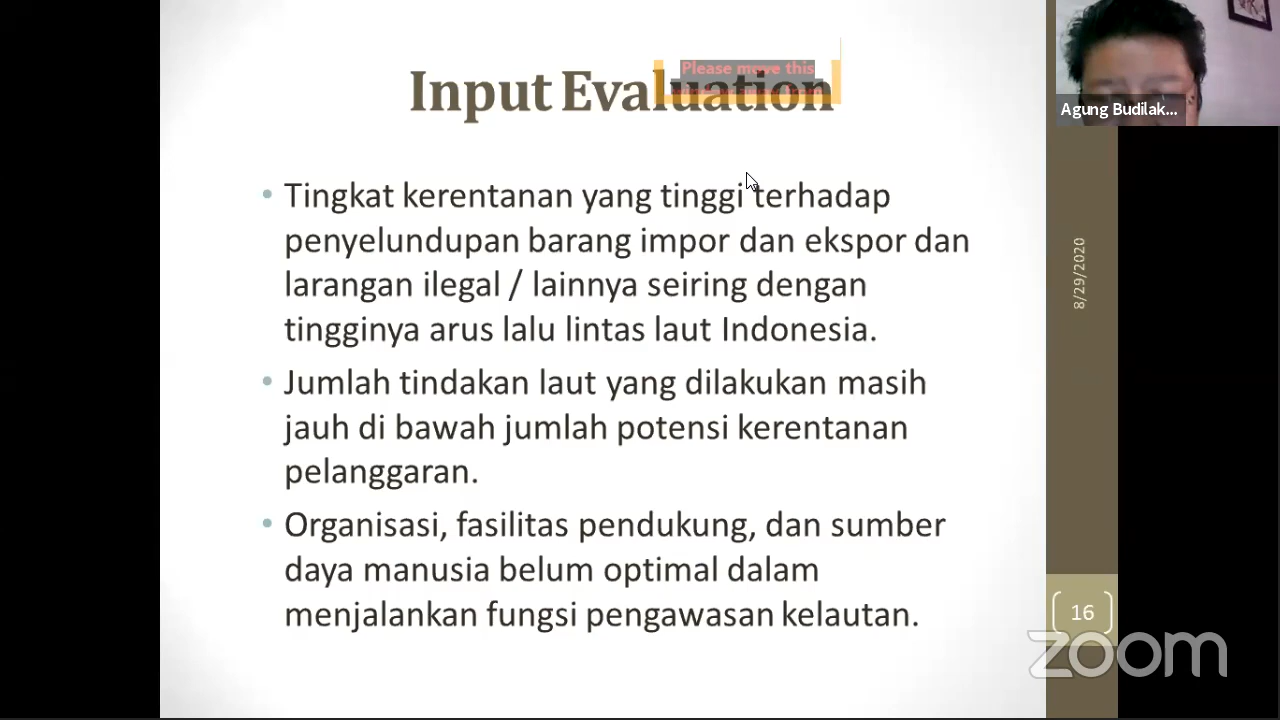 Input Evaluation
Please move this
Tingkat kerentanan yang tinggi terhadap
penyelundupan barang impor dan ekspor dan
larangan ilegal / lainnya seiring dengan
tingginya arus lalu lintas laut Indonesia.
Jumlah tindakan laut yang dilakukan masih
jauh di bawah jumlah potensi kerentanan
pelanggaran.
Organisasi, fasilitas pendukung, dan sumber
daya manusia belum optimal dalam
menjalankan fungsi pengawasan kelautan.
Agung Budilak...
8/29/2020
16
zoom